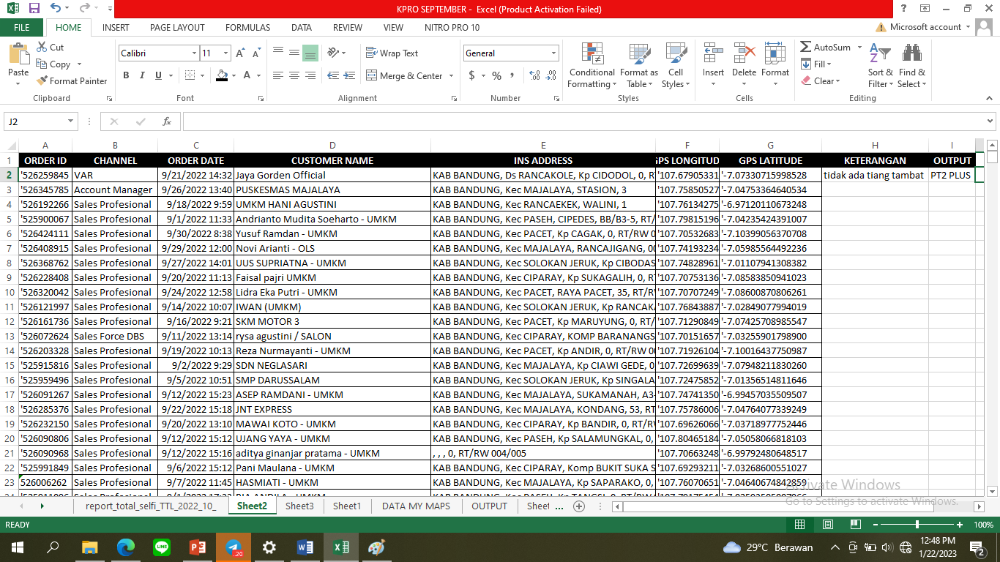 KPRO SEPTEMBER - Excel (Product Activation Failed)
FILE HOME INSERT PAGE LAYOUT FORMULAS DATA REVIEW VIEW NITRO PRO 10 Microsoft account
Paste Cut Copy Format Painter
Calibri 11
B I U
Wrap Text
Merge & Center
General
$ % ,
Conditional Formatting Format as Table Cell Styles
Insert Delete Format
AutoSum Fill Clear
Sort & Filter Find & Select
Clipboard Font Alignment Number Styles Cells Editing
J2 fx
A B C D E F G H I
1 ORDER ID CHANNEL ORDER DATE CUSTOMER NAME INS ADDRESS GPS LONGITUD GPS LATITUDE KETERANGAN OUTPUT
2 '526259845 VAR 9/21/2022 14:32 Jaya Gorden Official KAB BANDUNG, Ds RANCAKOLE, Kp CIDODOL, 0, R '107.67905331 '-7.07330715998528 tidak ada tiang tambat PT2 PLUS
3 '526345785 Account Manager 9/26/2022 13:40 PUSKESMAS MAJALAYA KAB BANDUNG, Kec MAJALAYA, STASION, 3 '107.75850527 '-7.04753364640534
4 '526192266 Sales Profesional 9/18/2022 9:59 UMKM HANI AGUSTINI KAB BANDUNG, Kec RANCAEKEK, WALINI, 1 '107.76134275 '-6.97120110673248
5 '525900067 Sales Profesional 9/1/2022 11:33 Andrianto Mudita Soeharto - UMKM KAB BANDUNG, Kec PASEH, CIPEDES, BB/B3-5, RT/ '107.79815196 '-7.04235424391007
6 '526424111 Sales Profesional 9/30/2022 8:38 Yusuf Ramdan - UMKM KAB BANDUNG, Kec PACET, Kp CAGAK, 0, RT/RW 0 '107.70532683 '-7.10399056370708
7 '526408915 Sales Profesional 9/29/2022 12:00 Novi Arianti - OLS KAB BANDUNG, Kec MAJALAYA, RANCAJIGANG, 00 '107.74193234 '-7.05985564492236
8 '526368762 Sales Profesional 9/27/2022 14:01 UUS SUPRIATNA - UMKM KAB BANDUNG, Kec SOLOKAN JERUK, Kp CIBODAS '107.74828961 '-7.01107941308382
9 '526228408 Sales Profesional 9/20/2022 11:13 Faisal pajri UMKM KAB BANDUNG, Kec CIPARAY, Kp SUKAGALIH, 0, R '107.70753136 '-7.08583850941023
10 '526320042 Sales Profesional 9/24/2022 12:58 Lidra Eka Putri - UMKM KAB BANDUNG, Kec PACET, RAYA PACET, 35, RT/R '107.70707249 '-7.08600870806261
11 '526121997 Sales Profesional 9/14/2022 10:07 IWAN (UMKM) KAB BANDUNG, Kec SOLOKAN JERUK, Kp RANCAK '107.76843887 '-7.02849077994019
12 '526161736 Sales Profesional 9/16/2022 9:21 SKM MOTOR 3 KAB BANDUNG, Kec PACET, Kp MARUYUNG, 0, RT/ '107.71290849 '-7.07425708985547
13 '526072624 Sales Force DBS 9/11/2022 13:14 rysa agustini / SALON KAB BANDUNG, Kec CIPARAY, KOMP BARANANGS '107.70151657 '-7.03255901798900
14 '526203328 Sales Profesional 9/19/2022 10:13 Reza Nurmayanti - UMKM KAB BANDUNG, Kec PACET, Kp ANDIR, 0, RT/RW 0 '107.71926104 '-7.10016437750987
15 '525915816 Sales Profesional 9/2/2022 9:29 SDN NEGLASARI KAB BANDUNG, Kec MAJALAYA, Kp CIAWI GEDE, 0 '107.72699639 '-7.07948211830260
16 '525959496 Sales Profesional 9/5/2022 10:51 SMP DARUSSALAM KAB BANDUNG, Kec SOLOKAN JERUK, Kp SINGALA '107.72475852 '-7.01356514811646
17 '526091267 Sales Profesional 9/12/2022 15:23 ASEP RAMDANI - UMKM KAB BANDUNG, Kec MAJALAYA, SUKAMANAH, A3- '107.74741350 '-6.99457035509507
18 '526285376 Sales Profesional 9/22/2022 15:18 JNT EXPRESS KAB BANDUNG, Kec MAJALAYA, KONDANG, 53, RT '107.75786006 '-7.04764077339249
19 '526232150 Sales Profesional 9/20/2022 13:10 MAWAI KOTO - UMKM KAB BANDUNG, Kec CIPARAY, Kp BANDIR, 0, RT/R '107.69626066 '-7.03718977752446
20 '526090806 Sales Profesional 9/12/2022 15:12 UJANG YAYA - UMKM KAB BANDUNG, Kec PASEH, Kp SALAMUNGKAL, 0, '107.80465184 '-7.05058066818103
21 '526090968 Sales Profesional 9/12/2022 15:16 aditya ginanjar pratama - UMKM , , , 0, RT/RW 004/005 '107.70663248 '-6.99792480648517
22 '525991849 Sales Profesional 9/6/2022 15:12 Pani Maulana - UMKM KAB BANDUNG, Kec CIPARAY, Komp BUKIT SUKA S '107.69293211 '-7.03268600551027
23 526006262 Sales Profesional 9/7/2022 11:45 HASMIATI - UMKM KAB BANDUNG, Kec MAJALAYA, Kp SAPARAKO, 0, '107.76070651 '-7.04640674842859
Activate Windows
Go to Settings to activate Windows.
report_total_selfi_TTL_2022_10_ Sheet2 Sheet3 Sheet1 DATA MY MAPS OUTPUT Sheet ...
READY 100%
29°C Berawan 12:48 PM
1/22/2023
20
2